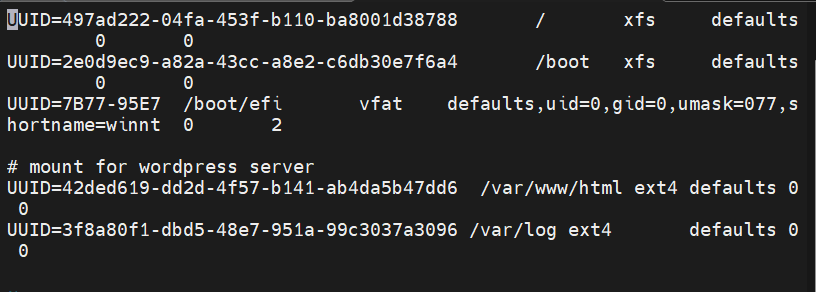 UUID=497ad222-04fa-453f-b110-ba8001d38788 / xfs defaults
0 0
UUID=2e0d9ec9-a82a-43cc-a8e2-c6db30e7f6a4 /boot xfs defaults
0 0
UUID=7B77-95E7 /boot/efi vfat defaults,uid=0,gid=0,umask=077,s
hortname=winnt 0 2
# mount for wordpress server
UUID=42ded619-dd2d-4f57-b141-ab4da5b47dd6 /var/www/html ext4 defaults 0
0
UUID=3f8a80f1-dbd5-48e7-951a-99c3037a3096 /var/log ext4 defaults 0
0